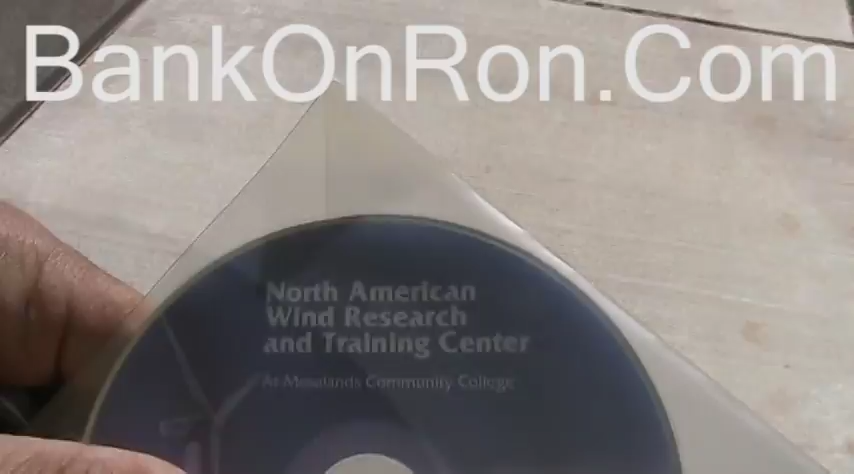 BankOnRon.Com
North American
Wind Research
and Training Center
At Mesalands Community College